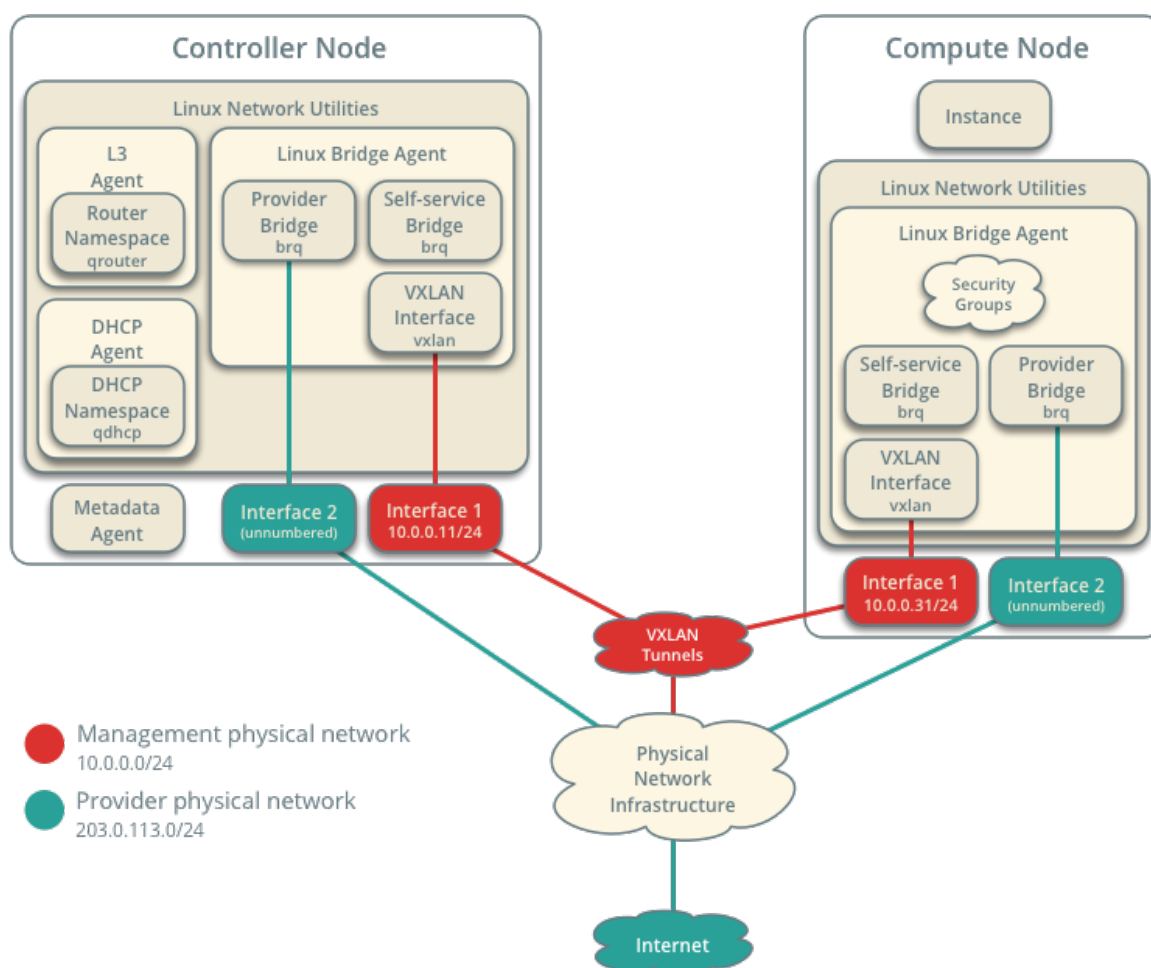 Controller Node
Linux Network Utilities
L3
Agent
Router
Namespace
qrouter
DHCP
Agent
DHCP
Namespace
qdhcp
Linux Bridge Agent
Provider
Bridge
brq
Self-service
Bridge
brq
VXLAN
Interface
vxlan
Metadata
Agent
Interface 2
(unnumbered)
Interface 1
10.0.0.11/24
Compute Node
Instance
Linux Network Utilities
Linux Bridge Agent
Security
Groups
Self-service
Bridge
brq
Provider
Bridge
brq
VXLAN
Interface
vxlan
Interface 1
10.0.0.31/24
Interface 2
(unnumbered)
VXLAN
Tunnels
Physical
Network
Infrastructure
Internet
Management physical network
10.0.0.0/24
Provider physical network
203.0.113.0/24